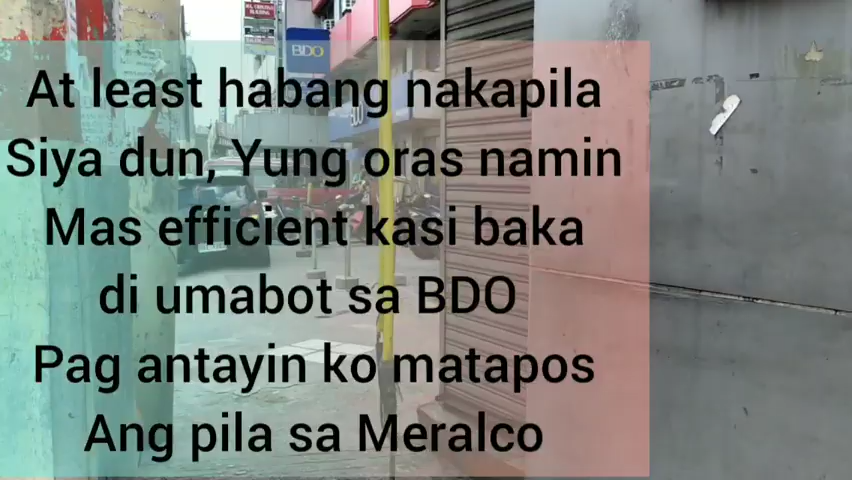 BDO
At least habang nakapila
Siya dun, Yung oras namin
Mas efficient kasi baka
di umabot sa BDO
Pag antayin ko matapos
Ang pila sa Meralco